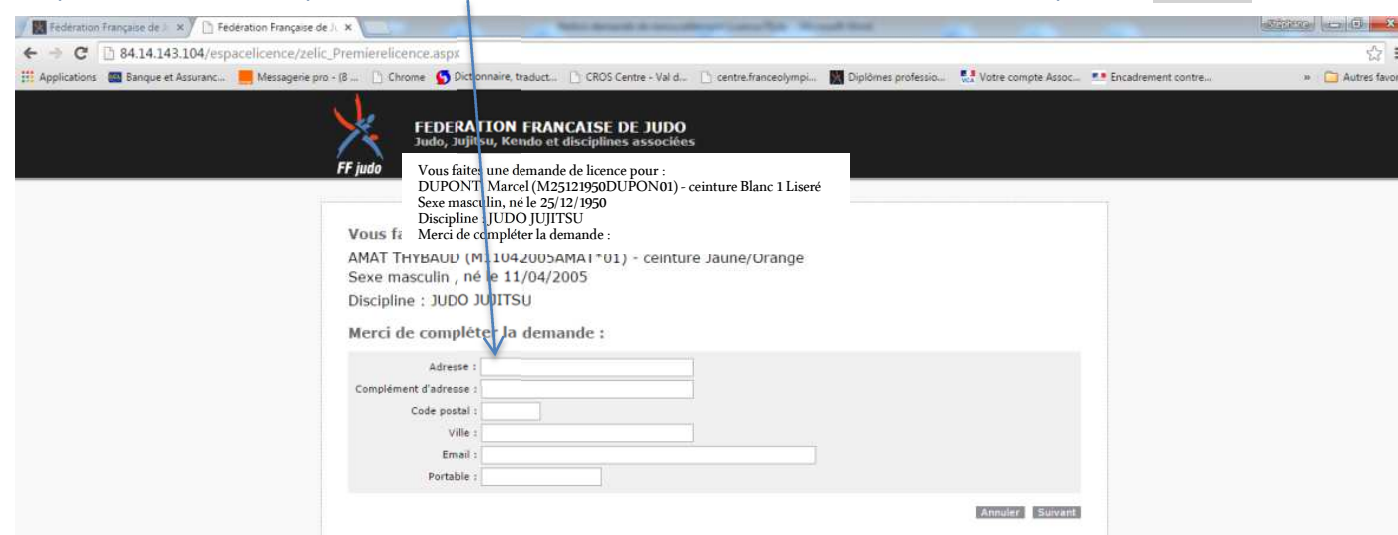 Fédération Française de J
Fédération Française de J
84.14.143.104/espacelicence/zelic_Premierelicence.aspx
Applications
Banque et Assuranc...
Messagerie pro - (8 ...
Chrome
Dictionnaire, traduct...
CROS Centre - Val d...
centre.franceolympi...
Diplômes professio...
Votre compte Assoc...
Encadrement contre...
»
Autres favor
FEDERATION FRANCAISE DE JUDO
Judo, Jujitsu, Kendo et disciplines associées
FF judo
Vous faites une demande de licence pour :
DUPONT Marcel (M25121950DUPON01) - ceinture Blanc 1 Liseré
Sexe masculin, né le 25/12/1950
Discipline : JUDO JUJITSU
Merci de compléter la demande :
Vous fa
AMAT THYBAUD (M11042005AMAT*01) - ceinture Jaune/Orange
Sexe masculin , né le 11/04/2005
Discipline : JUDO JUJITSU
Merci de compléter la demande :
Adresse :
Complément d'adresse :
Code postal :
Ville :
Email :
Portable :
Annuler Suivant